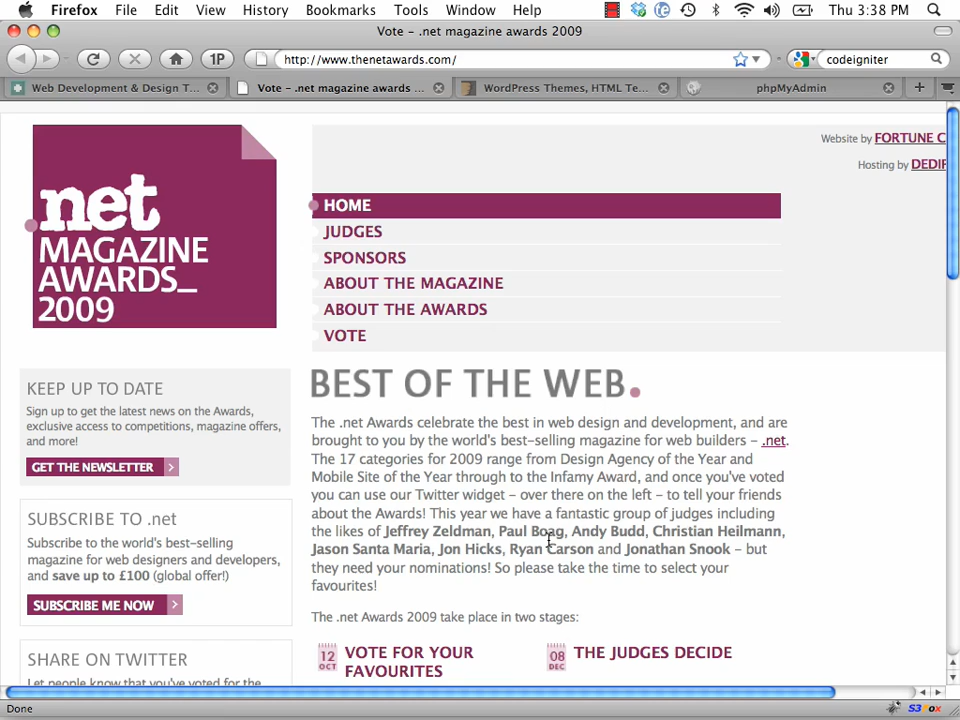 Firefox File Edit View History Bookmarks Tools Window Help Thu 3:38 PM
Vote – .net magazine awards 2009
1P http://www.thenetawards.com/ codeigniter
Web Development & Design T... Vote – .net magazine awards ... WordPress Themes, HTML Te... phpMyAdmin
Website by FORTUNE C
Hosting by DEDIF
.net
MAGAZINE
AWARDS_
2009
HOME
JUDGES
SPONSORS
ABOUT THE MAGAZINE
ABOUT THE AWARDS
VOTE
KEEP UP TO DATE
Sign up to get the latest news on the Awards,
exclusive access to competitions, magazine offers,
and more!
GET THE NEWSLETTER
SUBSCRIBE TO .net
Subscribe to the world's best-selling
magazine for web designers and developers,
and save up to £100 (global offer!)
SUBSCRIBE ME NOW
SHARE ON TWITTER
Let people know that you've voted for the
BEST OF THE WEB.
The .net Awards celebrate the best in web design and development, and are
brought to you by the world's best-selling magazine for web builders – .net.
The 17 categories for 2009 range from Design Agency of the Year and
Mobile Site of the Year through to the Infamy Award, and once you've voted
you can use our Twitter widget – over there on the left – to tell your friends
about the Awards! This year we have a fantastic group of judges including
the likes of Jeffrey Zeldman, Paul Boag, Andy Budd, Christian Heilmann,
Jason Santa Maria, Jon Hicks, Ryan Carson and Jonathan Snook – but
they need your nominations! So please take the time to select your
favourites!
The .net Awards 2009 take place in two stages:
12 OCT VOTE FOR YOUR
FAVOURITES
08 DEC THE JUDGES DECIDE
Done S3Fox